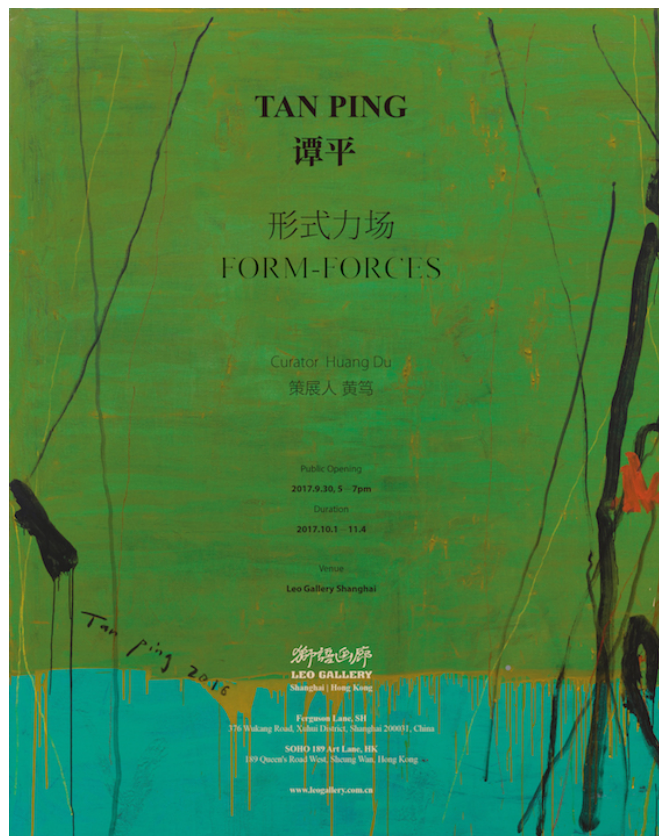 TAN PING
谭平
形式力场
FORM-FORCES
Curator Huang Du
策展人 黄笃
Public Opening
2017.9.30, 5 – 7pm
Duration
2017.10.1 – 11.4
Venue
Leo Gallery Shanghai
Tan ping 2016
獅語画廊
LEO GALLERY
Shanghai | Hong Kong
Ferguson Lane, SH
376 Wukang Road, Xuhui District, Shanghai 200031, China
SOHO 189 Art Lane, HK
189 Queen's Road West, Sheung Wan, Hong Kong
www.leogallery.com.cn